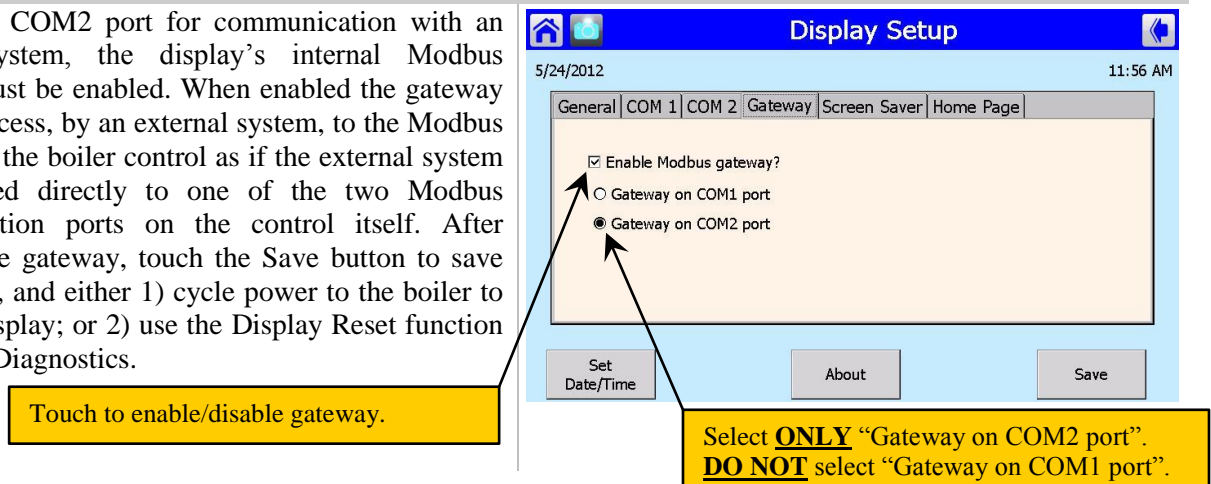 COM2 port for communication with an
ystem, the display's internal Modbus
ust be enabled. When enabled the gateway
cess, by an external system, to the Modbus
the boiler control as if the external system
ed directly to one of the two Modbus
tion ports on the control itself. After
e gateway, touch the Save button to save
, and either 1) cycle power to the boiler to
splay; or 2) use the Display Reset function
Diagnostics.
Touch to enable/disable gateway.
Display Setup
5/24/2012 11:56 AM
General COM 1 COM 2 Gateway Screen Saver Home Page
Enable Modbus gateway?
Gateway on COM1 port
Gateway on COM2 port
Set
Date/Time
About
Save
Select ONLY “Gateway on COM2 port”.
DO NOT select “Gateway on COM1 port”.